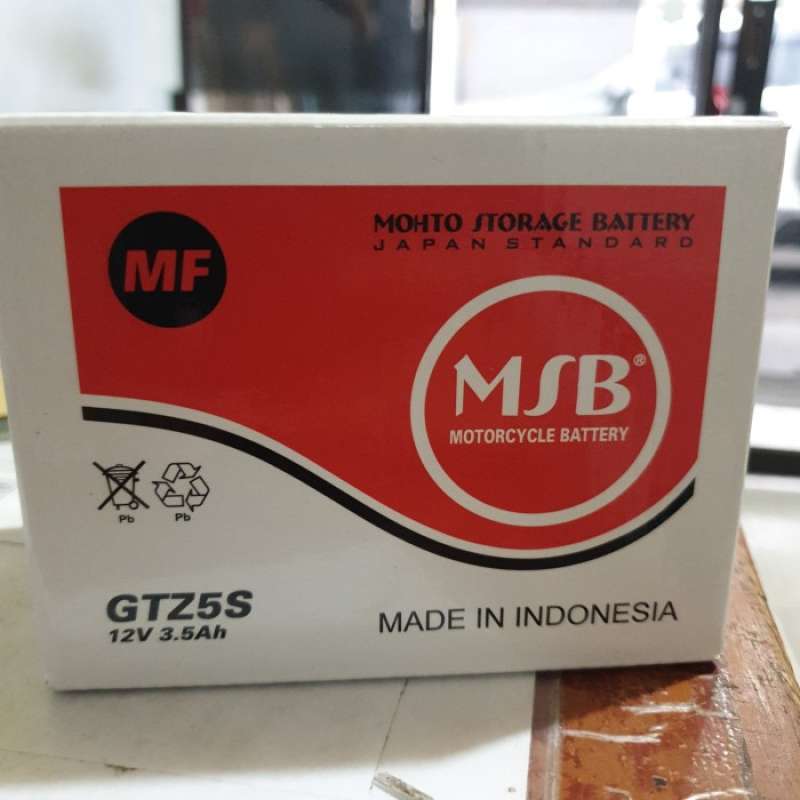 MF
MOHTO STORAGE BATTERY
JAPAN STANDARD
MSB®
MOTORCYCLE BATTERY
Pb
Pb
GTZ5S
12V 3.5Ah
MADE IN INDONESIA